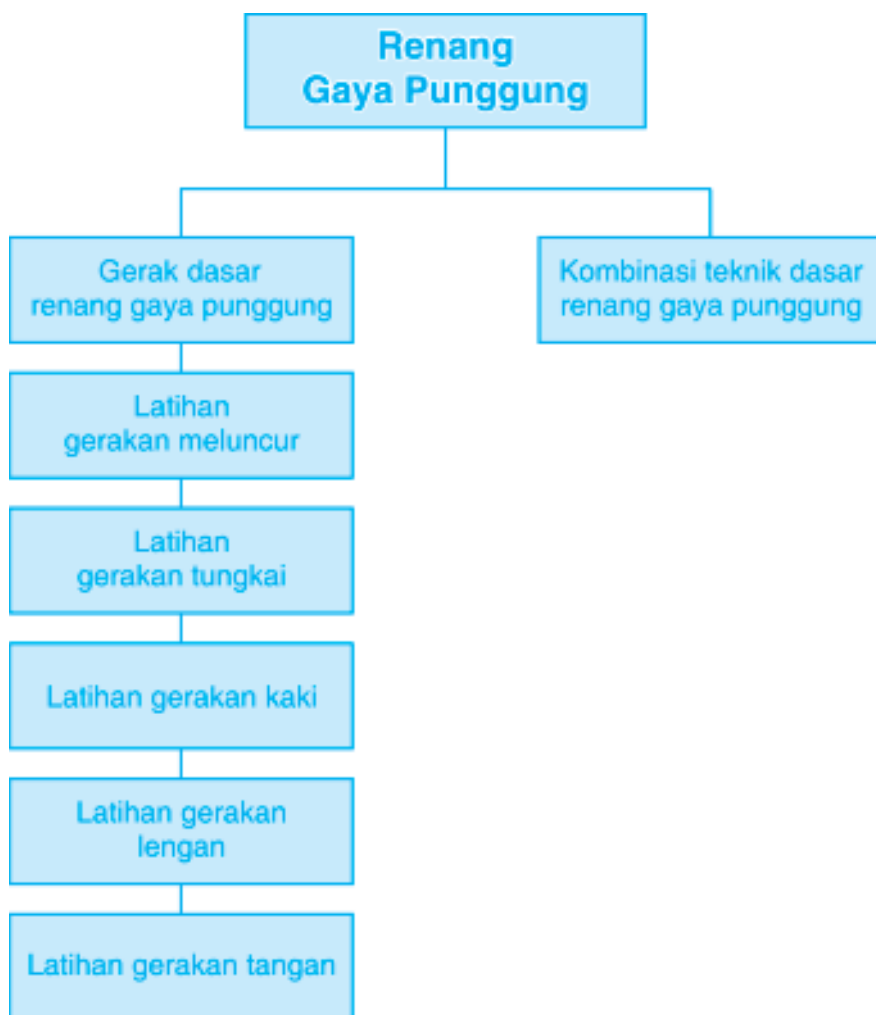 Renang
Gaya Punggung
Gerak dasar
renang gaya punggung
Kombinasi teknik dasar
renang gaya punggung
Latihan
gerakan meluncur
Latihan
gerakan tungkai
Latihan gerakan kaki
Latihan gerakan
lengan
Latihan gerakan tangan